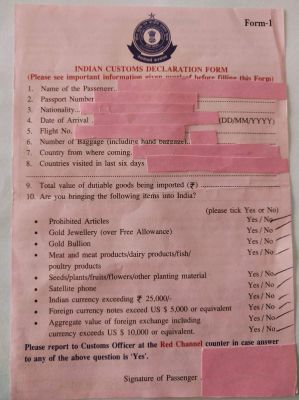 Form-1
INDIAN CUSTOMS DECLARATION FORM
(Please see important information given overleaf before filling this Form)
1. Name of the Passenger..
2. Passport Number
3. Nationality...
4. Date of Arrival (DD/MM/YYYY)
5. Flight No.
6. Number of Baggage (including hand baggage)..
7. Country from where coming.
8. Countries visited in last six days
9. Total value of dutiable goods being imported (₹) ...........................
10. Are you bringing the following items into India?
(please tick Yes or No)
• Prohibited Articles Yes / No
• Gold Jewellery (over Free Allowance) Yes / No
• Gold Bullion Yes / No
• Meat and meat products/dairy products/fish/
poultry products Yes / No
• Seeds/plants/fruits/flowers/other planting material Yes / No
• Satellite phone Yes / No
• Indian currency exceeding ₹ 25,000/- Yes / No
• Foreign currency notes exceed US $ 5,000 or equivalent Yes / No
• Aggregate value of foreign exchange including
currency exceeds US $ 10,000 or equivalent. Yes / No
Please report to Customs Officer at the Red Channel counter in case answer
to any of the above question is 'Yes'.
Signature of Passenger